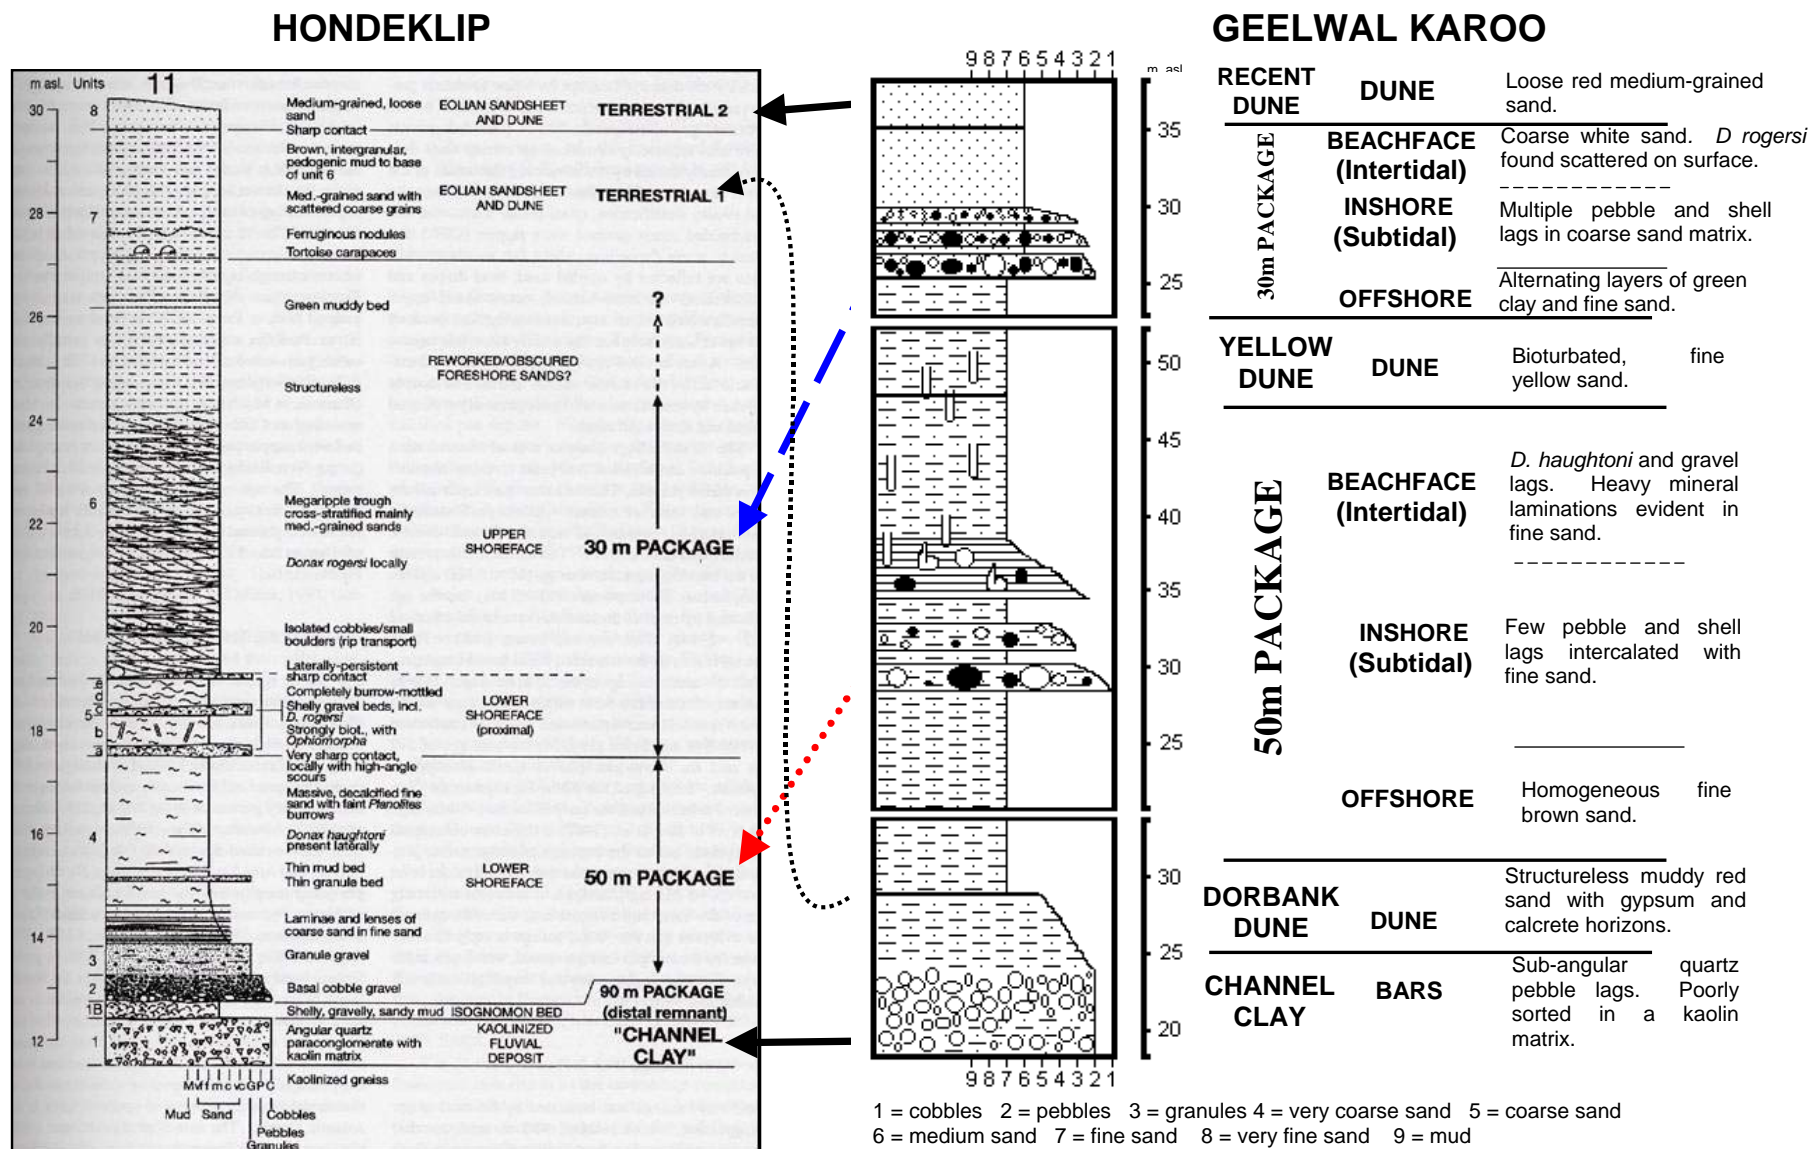 HONDEKLIP
GEELWAL KAROO
m asl. Units
11
30
28
26
24
22
20
18
16
14
12
8
7
6
5
b
a
4
3
2
1B
1
Medium-grained, loose
sand
Sharp contact
Brown, intergranular,
pedogenic mud to base
of unit 6
Med.-grained sand with
scattered coarse grains
Ferruginous nodules
Tortoise carapaces
Green muddy bed
Structureless
Megaripple trough
cross-stratified mainly
med.-grained sands
Donax rogersi locally
Isolated cobbles/small
boulders (rip transport)
Laterally-persistent
sharp contact
Completely burrow-mottled
Shelly gravel beds, incl.
D. rogersi
Strongly biot., with
Ophiomorpha
Very sharp contact,
locally with high-angle
scours
Massive, decalcified fine
sand with faint Planolites
burrows
Donax haughtoni
present laterally
Thin mud bed
Thin granule bed
Laminae and lenses of
coarse sand in fine sand
Granule gravel
Basal cobble gravel
Shelly, gravelly, sandy mud
Angular quartz
paraconglomerate with
kaolin matrix
Kaolinized gneiss
EOLIAN SANDSHEET
AND DUNE
EOLIAN SANDSHEET
AND DUNE
REWORKED/OBSCURED
FORESHORE SANDS?
UPPER
SHOREFACE
LOWER
SHOREFACE
(proximal)
LOWER
SHOREFACE
ISOGNOMON BED
KAOLINIZED
FLUVIAL
DEPOSIT
TERRESTRIAL 2
TERRESTRIAL 1
?
30 m PACKAGE
50 m PACKAGE
90 m PACKAGE
(distal remnant)
"CHANNEL
CLAY"
M vf f m c vc G P C
Mud Sand Cobbles
Pebbles
Granules
9 8 7 6 5 4 3 2 1
m asl
35
30
25
50
45
40
35
30
25
30
25
20
9 8 7 6 5 4 3 2 1
RECENT
DUNE
DUNE
Loose red medium-grained
sand.
30m PACKAGE
BEACHFACE
(Intertidal)
Coarse white sand. D rogersi
found scattered on surface.
INSHORE
(Subtidal)
Multiple pebble and shell
lags in coarse sand matrix.
OFFSHORE
Alternating layers of green
clay and fine sand.
YELLOW
DUNE
DUNE
Bioturbated, fine
yellow sand.
50m PACKAGE
BEACHFACE
(Intertidal)
D. haughtoni and gravel
lags. Heavy mineral
laminations evident in
fine sand.
INSHORE
(Subtidal)
Few pebble and shell
lags intercalated with
fine sand.
OFFSHORE
Homogeneous fine
brown sand.
DORBANK
DUNE
DUNE
Structureless muddy red
sand with gypsum and
calcrete horizons.
CHANNEL
CLAY
BARS
Sub-angular quartz
pebble lags. Poorly
sorted in a kaolin
matrix.
1 = cobbles 2 = pebbles 3 = granules 4 = very coarse sand 5 = coarse sand
6 = medium sand 7 = fine sand 8 = very fine sand 9 = mud